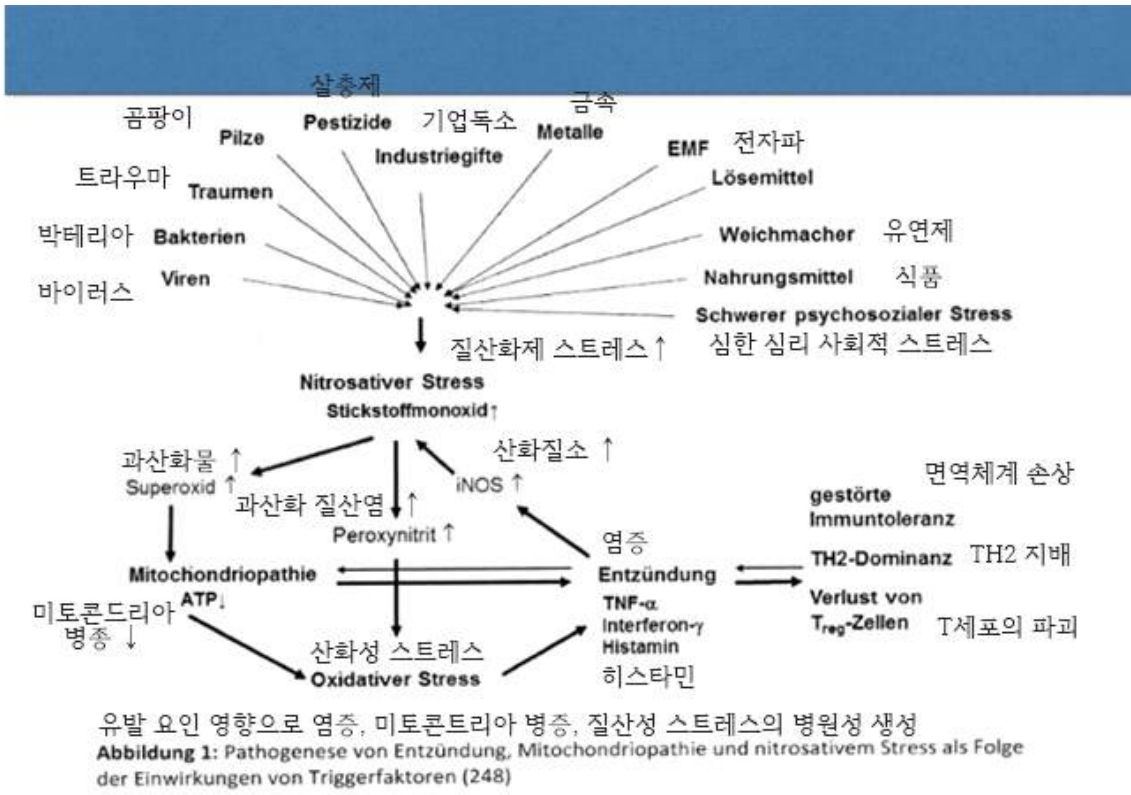 살충제
금속
곰팡이
Pilze
Pestizide
기업독소
Metalle
Industriegifte
EMF 전자파
트라우마
Traumen
Lösemittel
박테리아 Bakterien
Weichmacher 유연제
바이러스
Viren
Nahrungsmittel 식품
Schwerer psychosozialer Stress
질산화제 스트레스 ↑
심한 심리 사회적 스트레스
Nitrosativer Stress
Stickstoffmonoxid↑
과산화물 ↑
Superoxid ↑
과산화 질산염 ↑
Peroxynitrit ↑
산화질소 ↑
iNOS ↑
면역체계 손상
gestörte
Immuntoleranz
염증
Mitochondriopathie
ATP↓
Entzündung
TH2-Dominanz TH2 지배
미토콘드리아
병종 ↓
TNF-α
Interferon-γ
Histamin
히스타민
Verlust von
Treg-Zellen T세포의 파괴
산화성 스트레스
Oxidativer Stress
유발 요인 영향으로 염증, 미토콘트리아 병증, 질산성 스트레스의 병원성 생성
Abbildung 1: Pathogenese von Entzündung, Mitochondriopathie und nitrosativem Stress als Folge
der Einwirkungen von Triggerfaktoren (248)